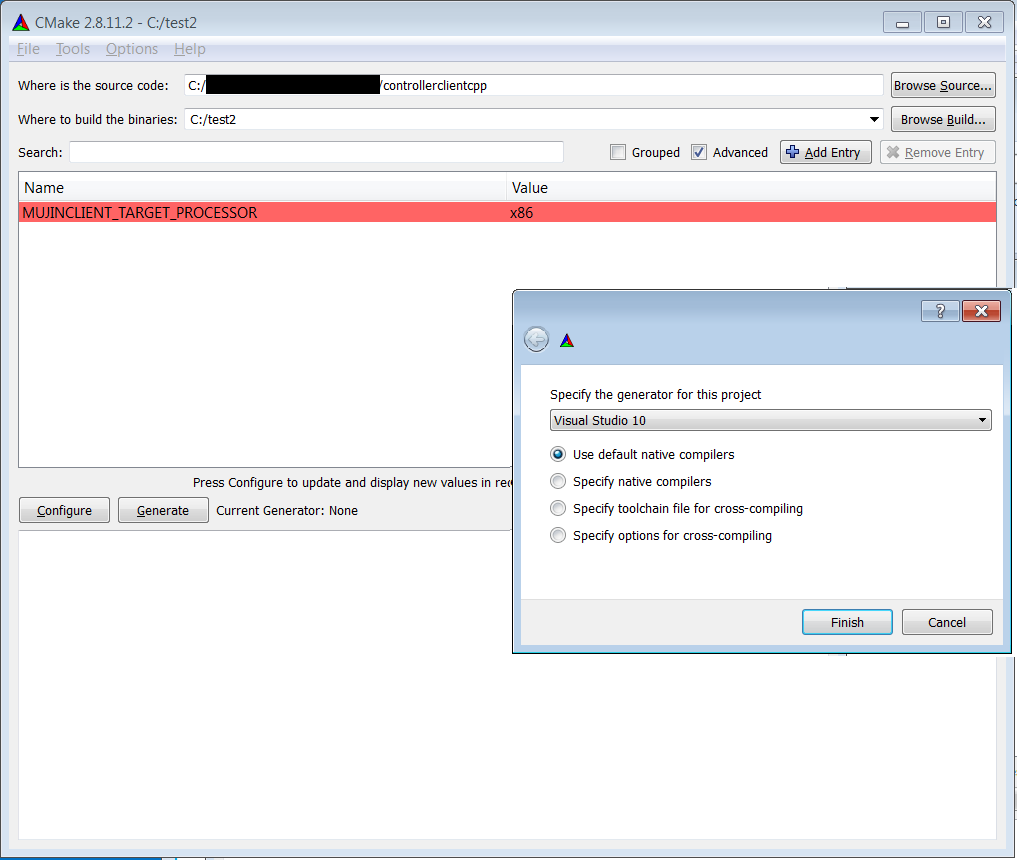 CMake 2.8.11.2 - C:/test2
File Tools Options Help
Where is the source code: C:/ /controllerclientcpp Browse Source...
Where to build the binaries: C:/test2 Browse Build...
Search: Grouped Advanced Add Entry Remove Entry
Name Value
MUJINCLIENT_TARGET_PROCESSOR x86
Press Configure to update and display new values in
Configure Generate Current Generator: None
?
Specify the generator for this project
Visual Studio 10
Use default native compilers
Specify native compilers
Specify toolchain file for cross-compiling
Specify options for cross-compiling
Finish Cancel